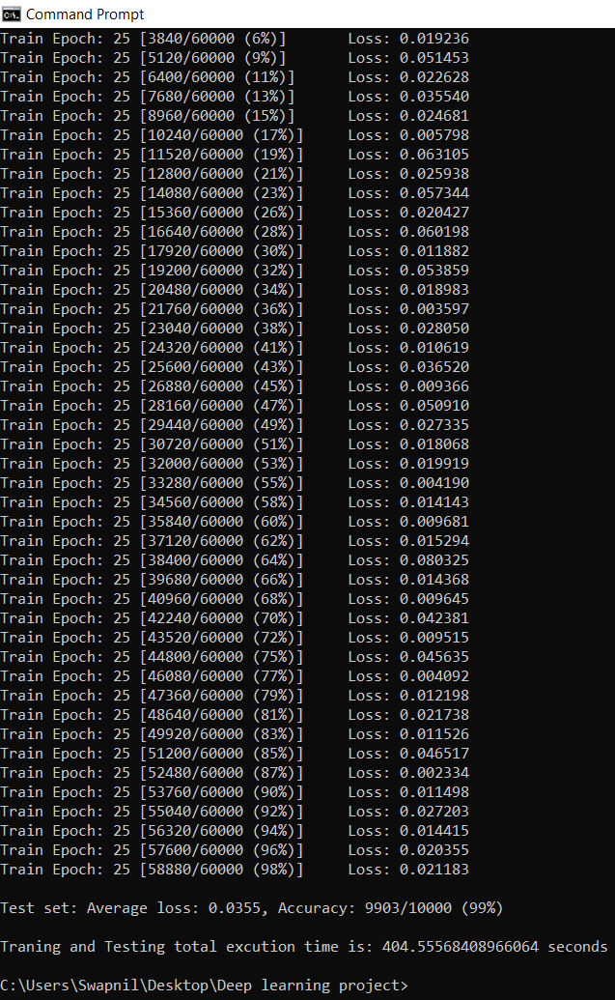 Command Prompt
Train Epoch: 25 [3840/60000 (6%)] Loss: 0.019236
Train Epoch: 25 [5120/60000 (9%)] Loss: 0.051453
Train Epoch: 25 [6400/60000 (11%)] Loss: 0.022628
Train Epoch: 25 [7680/60000 (13%)] Loss: 0.035540
Train Epoch: 25 [8960/60000 (15%)] Loss: 0.024681
Train Epoch: 25 [10240/60000 (17%)] Loss: 0.005798
Train Epoch: 25 [11520/60000 (19%)] Loss: 0.063105
Train Epoch: 25 [12800/60000 (21%)] Loss: 0.025938
Train Epoch: 25 [14080/60000 (23%)] Loss: 0.057344
Train Epoch: 25 [15360/60000 (26%)] Loss: 0.020427
Train Epoch: 25 [16640/60000 (28%)] Loss: 0.060198
Train Epoch: 25 [17920/60000 (30%)] Loss: 0.011882
Train Epoch: 25 [19200/60000 (32%)] Loss: 0.053859
Train Epoch: 25 [20480/60000 (34%)] Loss: 0.018983
Train Epoch: 25 [21760/60000 (36%)] Loss: 0.003597
Train Epoch: 25 [23040/60000 (38%)] Loss: 0.028050
Train Epoch: 25 [24320/60000 (41%)] Loss: 0.010619
Train Epoch: 25 [25600/60000 (43%)] Loss: 0.036520
Train Epoch: 25 [26880/60000 (45%)] Loss: 0.009366
Train Epoch: 25 [28160/60000 (47%)] Loss: 0.050910
Train Epoch: 25 [29440/60000 (49%)] Loss: 0.027335
Train Epoch: 25 [30720/60000 (51%)] Loss: 0.018068
Train Epoch: 25 [32000/60000 (53%)] Loss: 0.019919
Train Epoch: 25 [33280/60000 (55%)] Loss: 0.004190
Train Epoch: 25 [34560/60000 (58%)] Loss: 0.014143
Train Epoch: 25 [35840/60000 (60%)] Loss: 0.009681
Train Epoch: 25 [37120/60000 (62%)] Loss: 0.015294
Train Epoch: 25 [38400/60000 (64%)] Loss: 0.080325
Train Epoch: 25 [39680/60000 (66%)] Loss: 0.014368
Train Epoch: 25 [40960/60000 (68%)] Loss: 0.009645
Train Epoch: 25 [42240/60000 (70%)] Loss: 0.042381
Train Epoch: 25 [43520/60000 (72%)] Loss: 0.009515
Train Epoch: 25 [44800/60000 (75%)] Loss: 0.045635
Train Epoch: 25 [46080/60000 (77%)] Loss: 0.004092
Train Epoch: 25 [47360/60000 (79%)] Loss: 0.012198
Train Epoch: 25 [48640/60000 (81%)] Loss: 0.021738
Train Epoch: 25 [49920/60000 (83%)] Loss: 0.011526
Train Epoch: 25 [51200/60000 (85%)] Loss: 0.046517
Train Epoch: 25 [52480/60000 (87%)] Loss: 0.002334
Train Epoch: 25 [53760/60000 (90%)] Loss: 0.011498
Train Epoch: 25 [55040/60000 (92%)] Loss: 0.027203
Train Epoch: 25 [56320/60000 (94%)] Loss: 0.014415
Train Epoch: 25 [57600/60000 (96%)] Loss: 0.020355
Train Epoch: 25 [58880/60000 (98%)] Loss: 0.021183
Test set: Average loss: 0.0355, Accuracy: 9903/10000 (99%)
Traning and Testing total excution time is: 404.55568408966064 seconds
C:\Users\Swapnil\Desktop\Deep learning project>